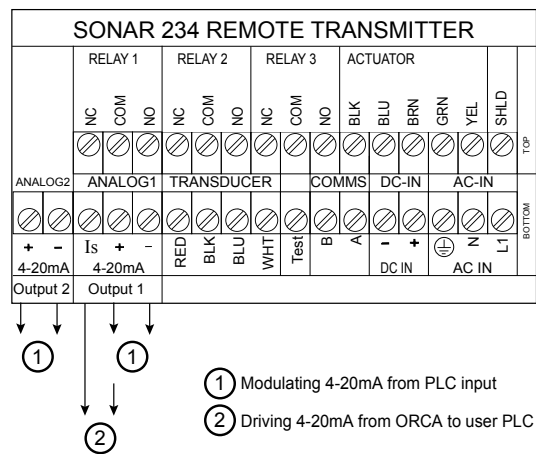 SONAR 234 REMOTE TRANSMITTER
RELAY 1 RELAY 2 RELAY 3 ACTUATOR
NC COM NO NC COM NO NC COM NO BLK BLU BRN GRN YEL SHLD
TOP
ANALOG2 ANALOG1 TRANSDUCER COMMS DC-IN AC-IN
BOTTOM
+ - Is + - RED BLK BLU WHT Test B A - + N L1
4-20mA 4-20mA DC IN AC IN
Output 2 Output 1
1 1
1 Modulating 4-20mA from PLC input
2 Driving 4-20mA from ORCA to user PLC
2